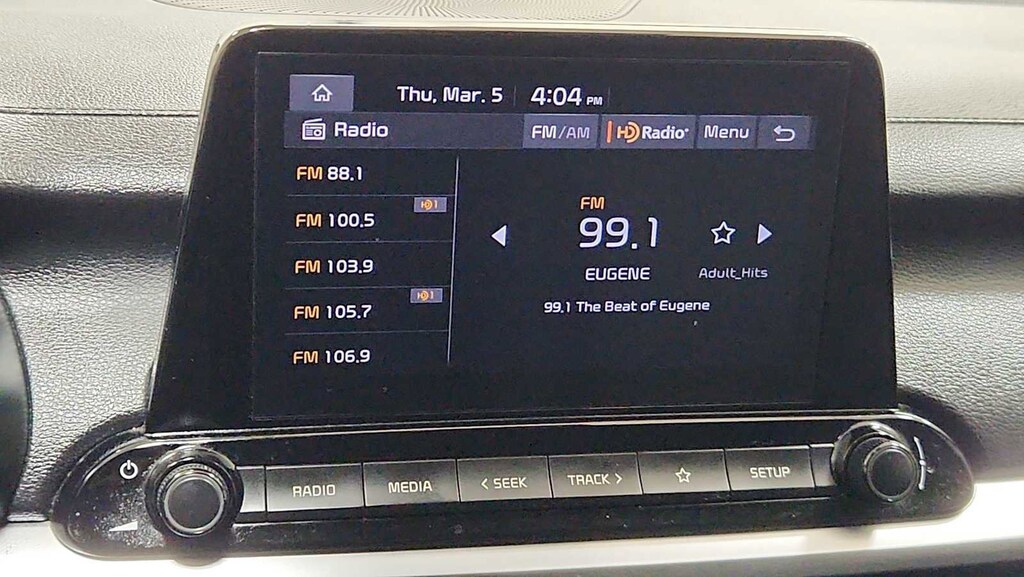 Thu, Mar. 5 4:04 PM
Radio FM/AM HD Radio Menu
FM 88.1
FM 100.5 HD1
FM 103.9
FM 105.7 HD1
FM 106.9
FM
99.1
EUGENE Adult_Hits
99.1 The Beat of Eugene
RADIO MEDIA < SEEK TRACK > SETUP